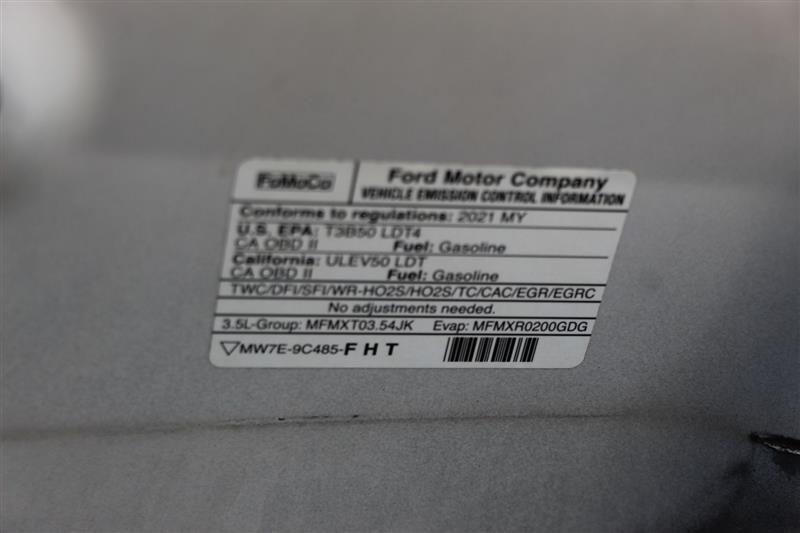 FoMoCo
Ford Motor Company
VEHICLE EMISSION CONTROL INFORMATION
Conforms to regulations: 2021 MY
U.S. EPA: T3B50 LDT4
CA OBD II Fuel: Gasoline
California: ULEV50 LDT
CA OBD II Fuel: Gasoline
TWC/DFI/SFI/WR-HO2S/HO2S/TC/CAC/EGR/EGRC
No adjustments needed.
3.5L-Group: MFMXT03.54JK Evap: MFMXR0200GDG
MW7E-9C485-F H T